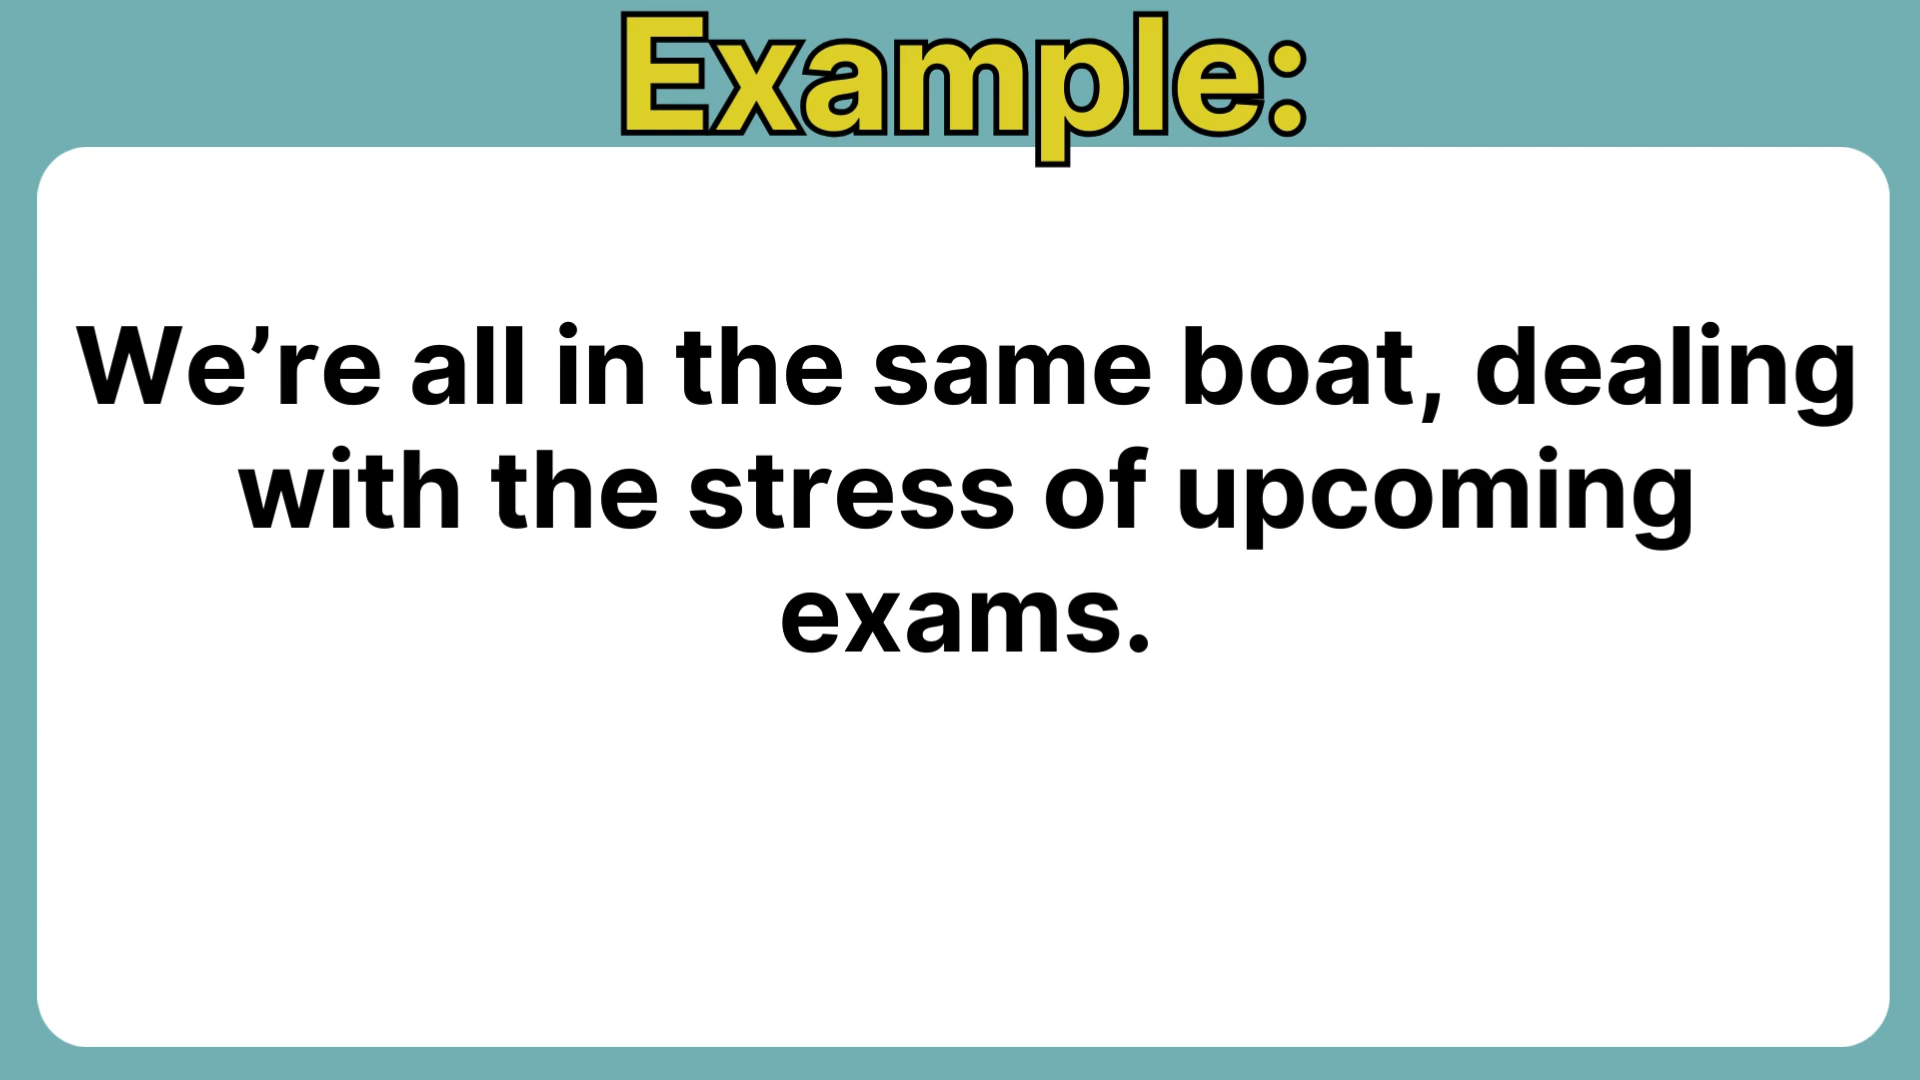 Example:
We’re all in the same boat, dealing
with the stress of upcoming
exams.